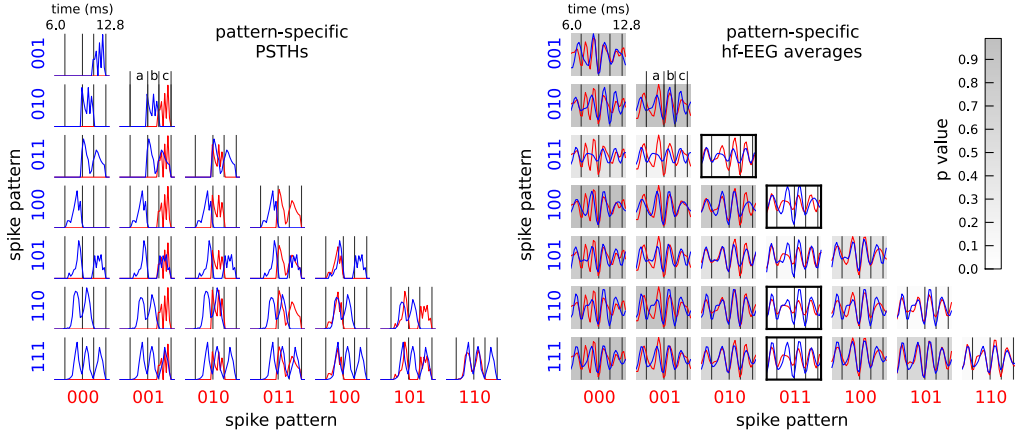 time (ms)
6.0 12.8
pattern-specific
PSTHs
001
a b c
010
011
100
101
110
111
spike pattern
000 001 010 011 100 101 110
spike pattern
time (ms)
6.0 12.8
pattern-specific
hf-EEG averages
001
a b c
010
011
100
101
110
111
spike pattern
000 001 010 011 100 101 110
spike pattern
0.9
0.8
0.7
0.6
0.5
0.4
0.3
0.2
0.1
0.0
p value